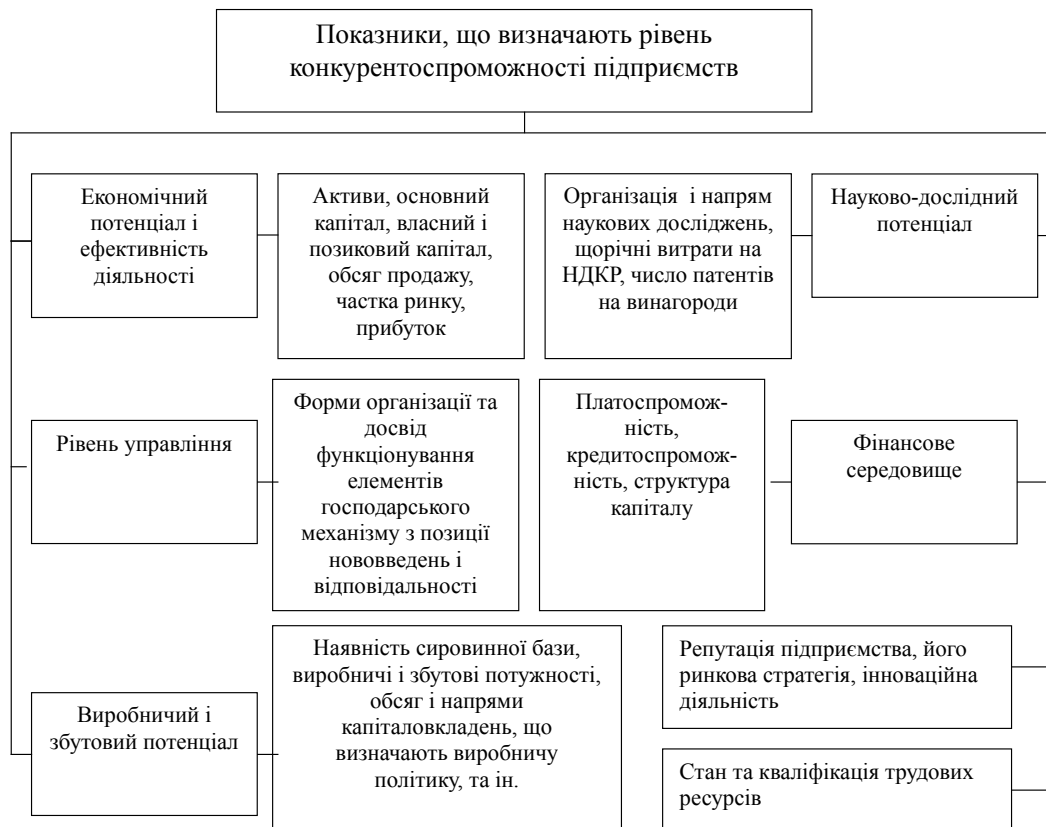 Показники, що визначають рівень
конкурентоспроможності підприємств
Економічний
потенціал і
ефективність
діяльності
Активи, основний
капітал, власний і
позиковий капітал,
обсяг продажу,
частка ринку,
прибуток
Організація і напрям
наукових досліджень,
щорічні витрати на
НДКР, число патентів
на винагороди
Науково-дослідний
потенціал
Рівень управління
Форми організації та
досвід
функціонування
елементів
господарського
механізму з позиції
нововведень і
відповідальності
Платоспромож-
ність,
кредитоспромож-
ність, структура
капіталу
Фінансове
середовище
Виробничий і
збутовий потенціал
Наявність сировинної бази,
виробничі і збутові потужності,
обсяг і напрями
капіталовкладень, що
визначають виробничу
політику, та ін.
Репутація підприємства, його
ринкова стратегія, інноваційна
діяльність
Стан та кваліфікація трудових
ресурсів